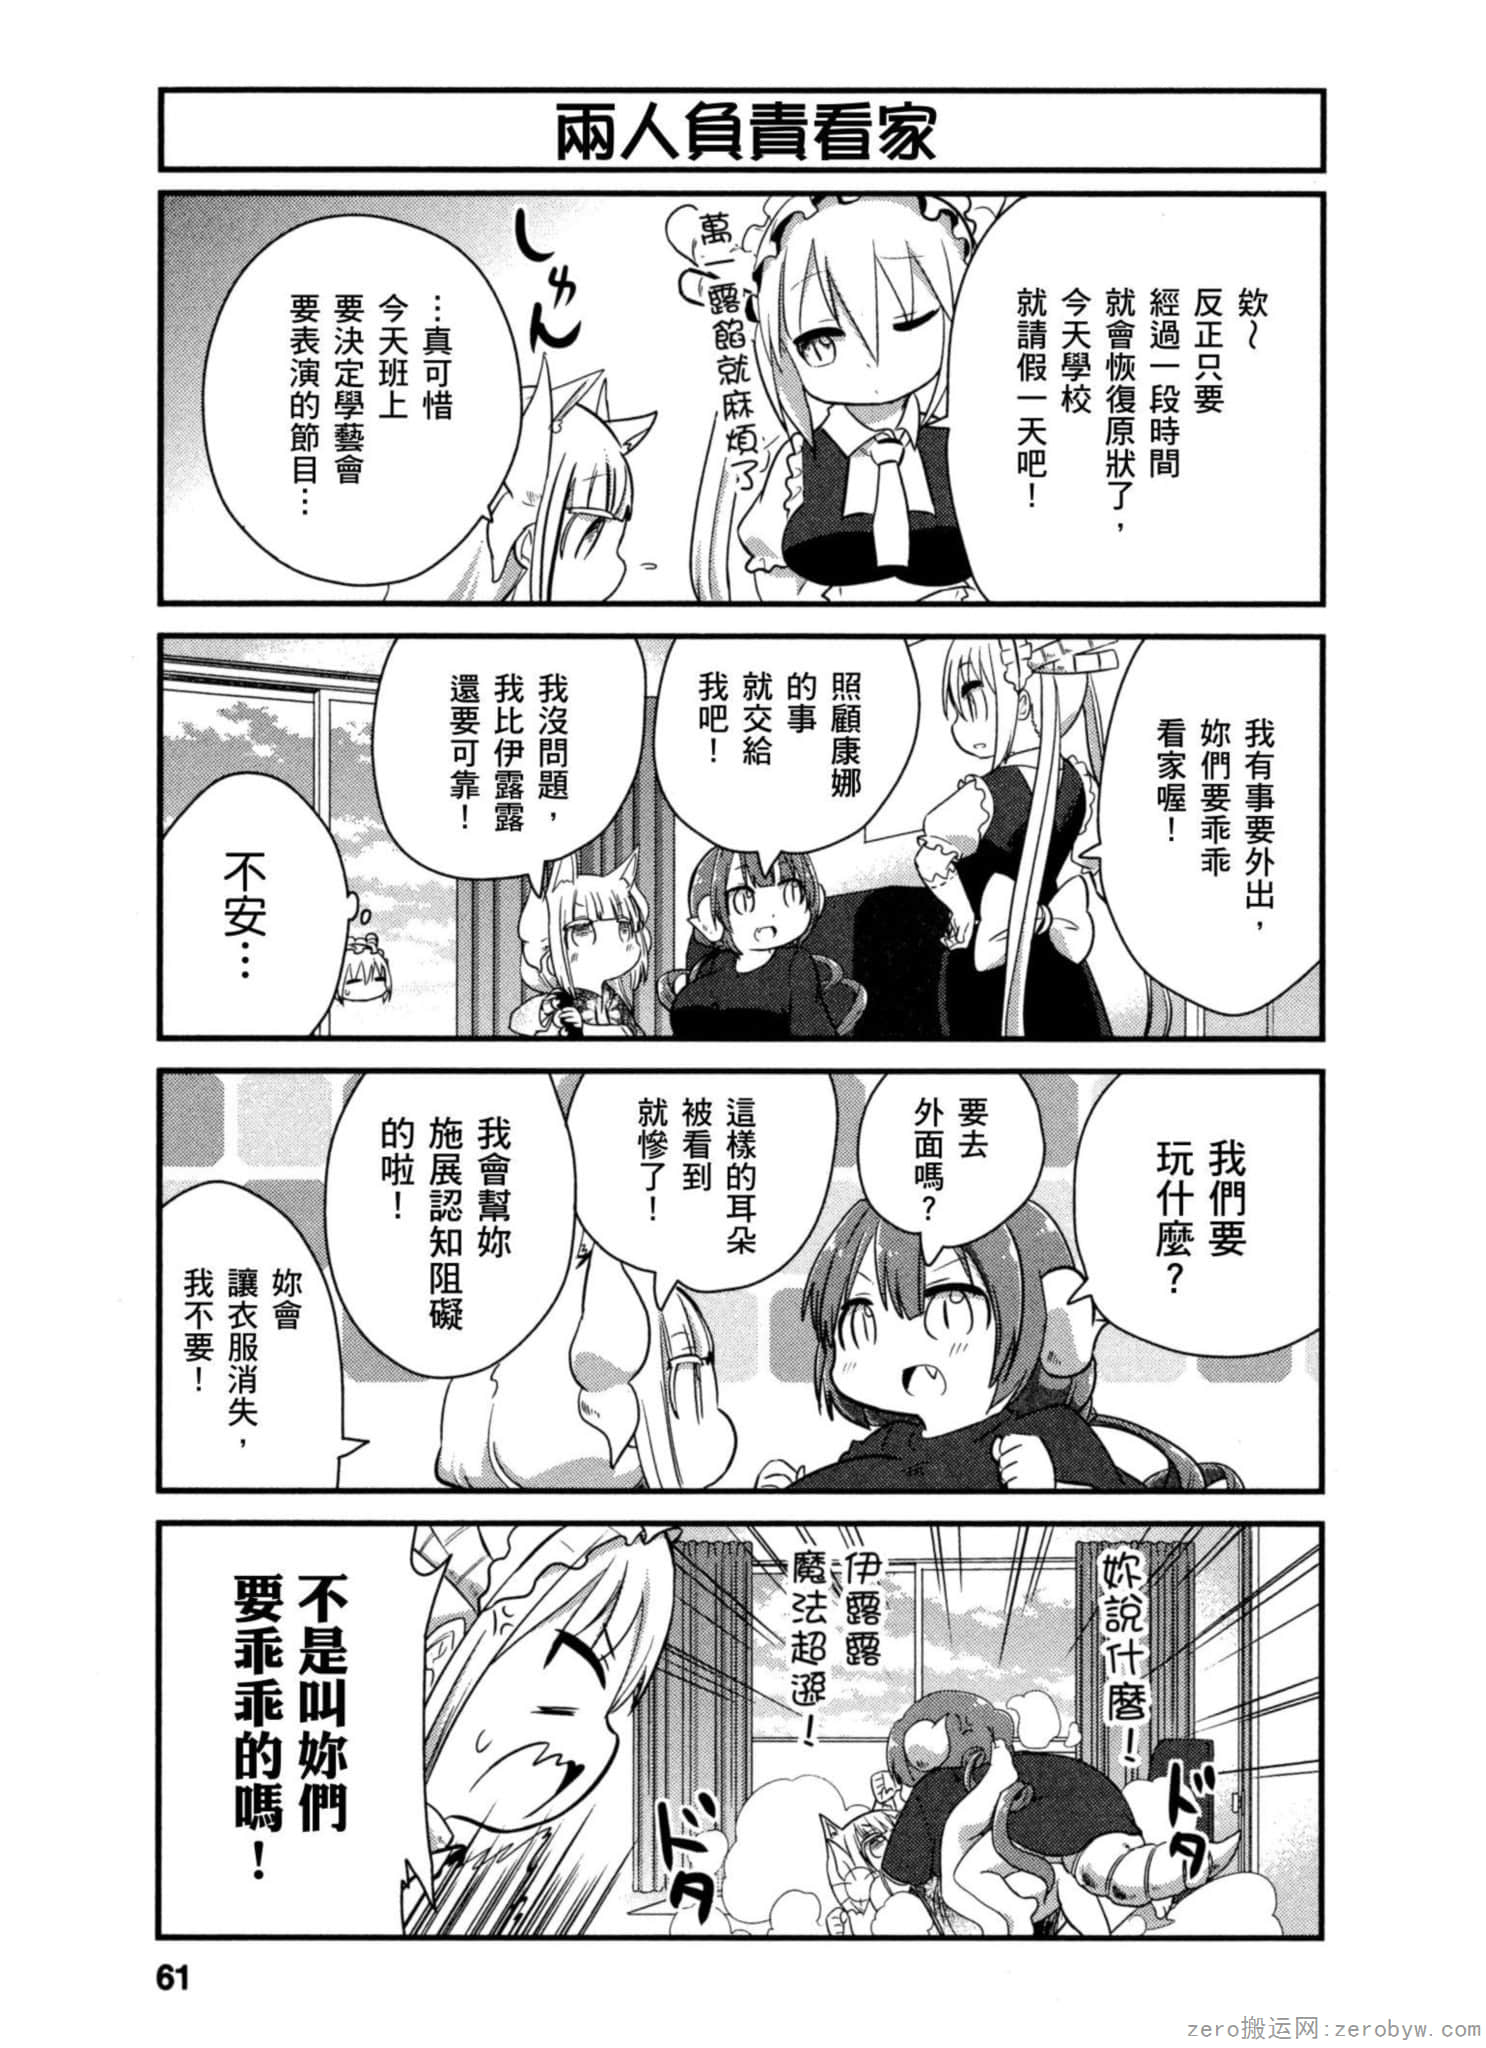 兩人負責看家
欸～
反正只要
經過一段時間
就會恢復原狀了，
今天學校
就請假一天吧！
萬一露餡就麻煩了
しゅん
…真可惜
今天班上
要決定學藝會
要表演的節目…
我有事要外出，
妳們要乖乖
看家喔！
照顧康娜
的事
就交給
我吧！
我沒問題，
我比伊露露
還要可靠！
不安…
我們要
玩什麼？
要去
外面嗎？
這樣的耳朵
被看到
就慘了！
我會幫妳
施展認知阻礙
的啦！
妳會
讓衣服消失，
我不要！
妳說什麼！
伊露露
魔法超遜！
ドタ
ドタ
不是叫妳們
要乖乖的嗎！
61
zero搬运网:zerobyw.com